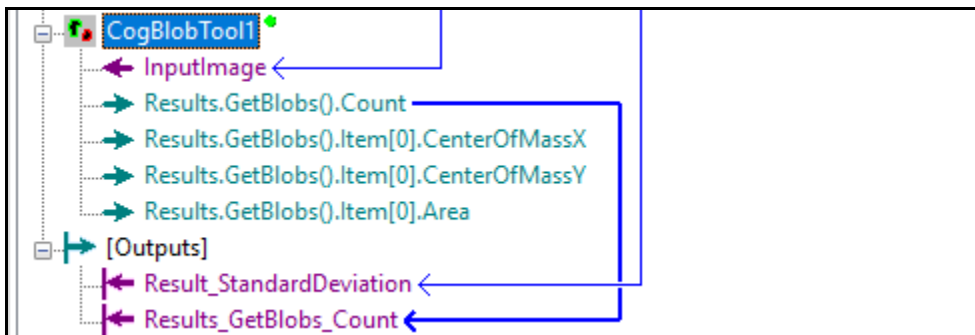 CogBlobTool1
InputImage
Results.GetBlobs().Count
Results.GetBlobs().Item[0].CenterOfMassX
Results.GetBlobs().Item[0].CenterOfMassY
Results.GetBlobs().Item[0].Area
[Outputs]
Result_StandardDeviation
Results_GetBlobs_Count